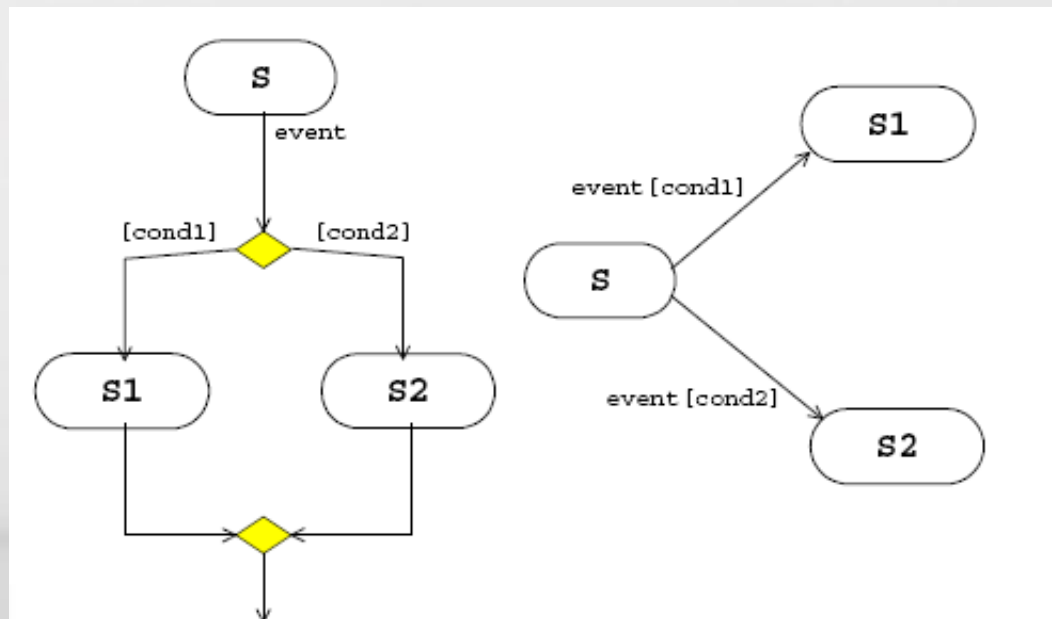 S
event
[cond1]
[cond2]
S1
S2
S1
event [cond1]
S
event [cond2]
S2